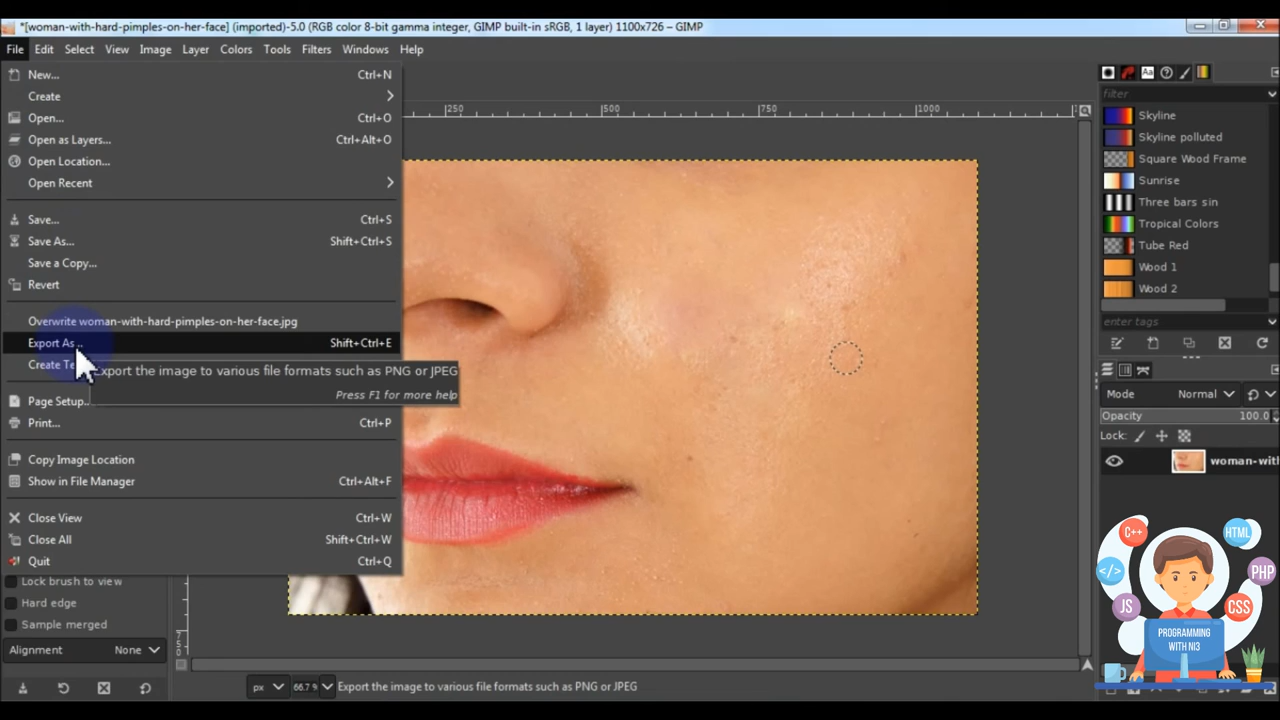 *[woman-with-hard-pimples-on-her-face] (imported)-5.0 (RGB color 8-bit gamma integer, GIMP built-in sRGB, 1 layer) 1100x726 – GIMP
File Edit Select View Image Layer Colors Tools Filters Windows Help
New... Ctrl+N
Create
Open... Ctrl+O
Open as Layers... Ctrl+Alt+O
Open Location...
Open Recent
Save... Ctrl+S
Save As... Shift+Ctrl+S
Save a Copy...
Revert
Overwrite woman-with-hard-pimples-on-her-face.jpg
Export As... Shift+Ctrl+E
Create Te
Export the image to various file formats such as PNG or JPEG
Press F1 for more help
Page Setup...
Print... Ctrl+P
Copy Image Location
Show in File Manager Ctrl+Alt+F
Close View Ctrl+W
Close All Shift+Ctrl+W
Quit Ctrl+Q
Lock brush to view
Hard edge
Sample merged
Alignment None
250 500 750 1000
750
px 66.7 Export the image to various file formats such as PNG or JPEG
Aa
filter
Skyline
Skyline polluted
Square Wood Frame
Sunrise
Three bars sin
Tropical Colors
Tube Red
Wood 1
Wood 2
enter tags
Mode Normal
Opacity 100.0
Lock:
woman-with
C++
HTML
</>
PHP
JS
CSS
PROGRAMMING
WITH NI3